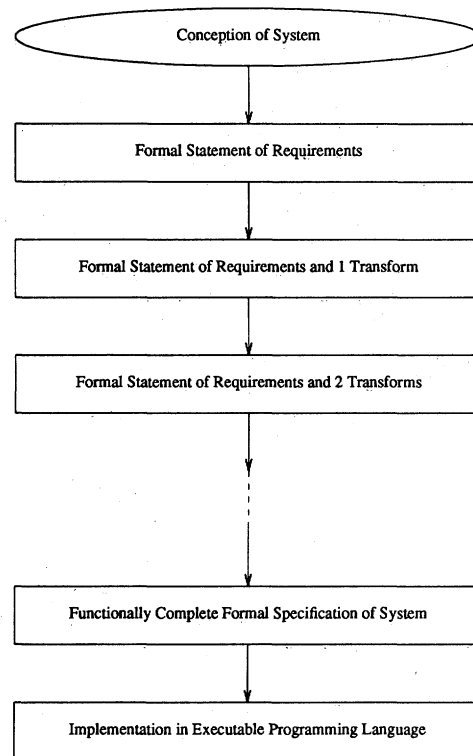 Conception of System
Formal Statement of Requirements
Formal Statement of Requirements and 1 Transform
Formal Statement of Requirements and 2 Transforms
Functionally Complete Formal Specification of System
Implementation in Executable Programming Language